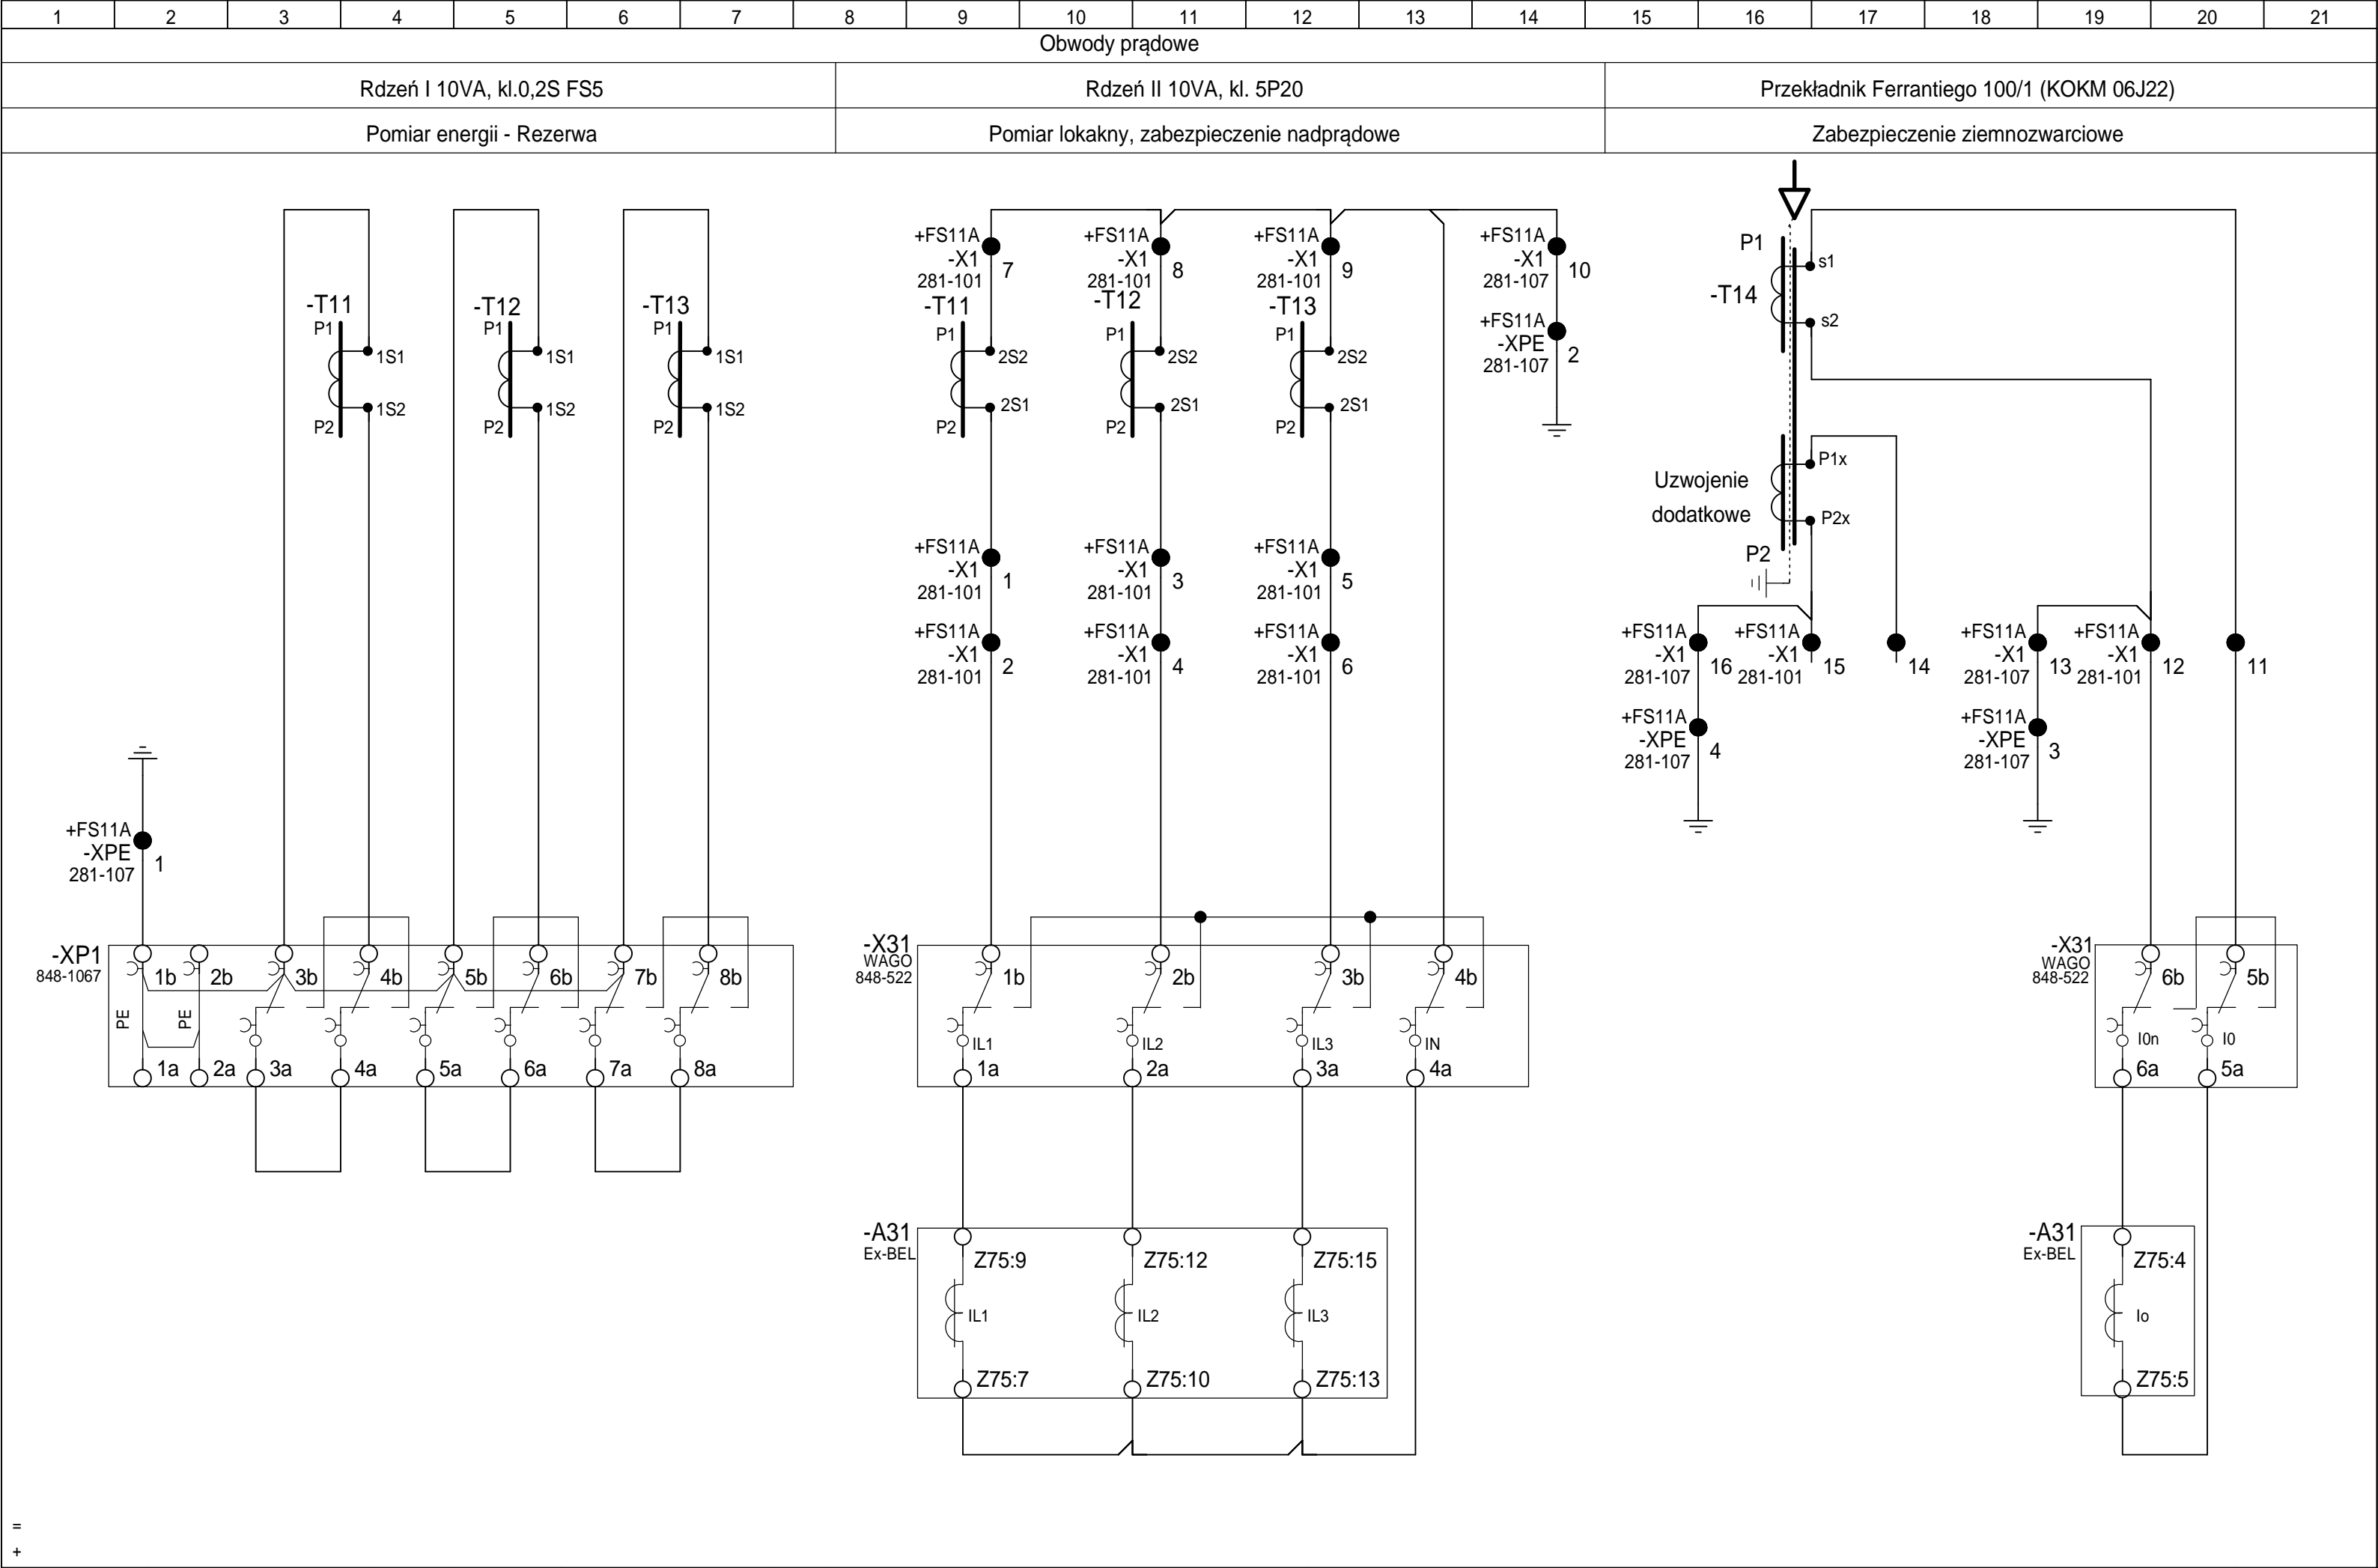 1 2 3 4 5 6 7 8 9 10 11 12 13 14 15 16 17 18 19 20 21
Obwody prądowe
Rdzeń I 10VA, kl.0,2S FS5
Rdzeń II 10VA, kl. 5P20
Przekładnik Ferrantiego 100/1 (KOKM 06J22)
Pomiar energii - Rezerwa
Pomiar lokakny, zabezpieczenie nadprądowe
Zabezpieczenie ziemnozwarciowe
-T11
P1
1S1
1S2
P2
-T12
P1
1S1
1S2
P2
-T13
P1
1S1
1S2
P2
+FS11A
-XPE
281-107
1
-XP1
848-1067
1b 2b 3b 4b 5b 6b 7b 8b
PE PE
1a 2a 3a 4a 5a 6a 7a 8a
+FS11A
-X1
281-101
7
+FS11A
-X1
281-101
8
+FS11A
-X1
281-101
9
+FS11A
-X1
281-107
10
+FS11A
-XPE
281-107
2
-T11
P1
2S2
2S1
P2
-T12
P1
2S2
2S1
P2
-T13
P1
2S2
2S1
P2
+FS11A
-X1
281-101
1
+FS11A
-X1
281-101
3
+FS11A
-X1
281-101
5
+FS11A
-X1
281-101
2
+FS11A
-X1
281-101
4
+FS11A
-X1
281-101
6
-X31
WAGO
848-522
1b 2b 3b 4b
IL1 IL2 IL3 IN
1a 2a 3a 4a
-A31
Ex-BEL
Z75:9 Z75:12 Z75:15
IL1 IL2 IL3
Z75:7 Z75:10 Z75:13
P1
s1
-T14
s2
P1x
Uzwojenie
dodatkowe
P2x
P2
+FS11A
-X1
281-107
16
+FS11A
-X1
281-101
15
14
+FS11A
-X1
281-107
13
+FS11A
-X1
281-101
12
11
+FS11A
-XPE
281-107
4
+FS11A
-XPE
281-107
3
-X31
WAGO
848-522
6b 5b
I0n I0
6a 5a
-A31
Ex-BEL
Z75:4
Io
Z75:5
=
+